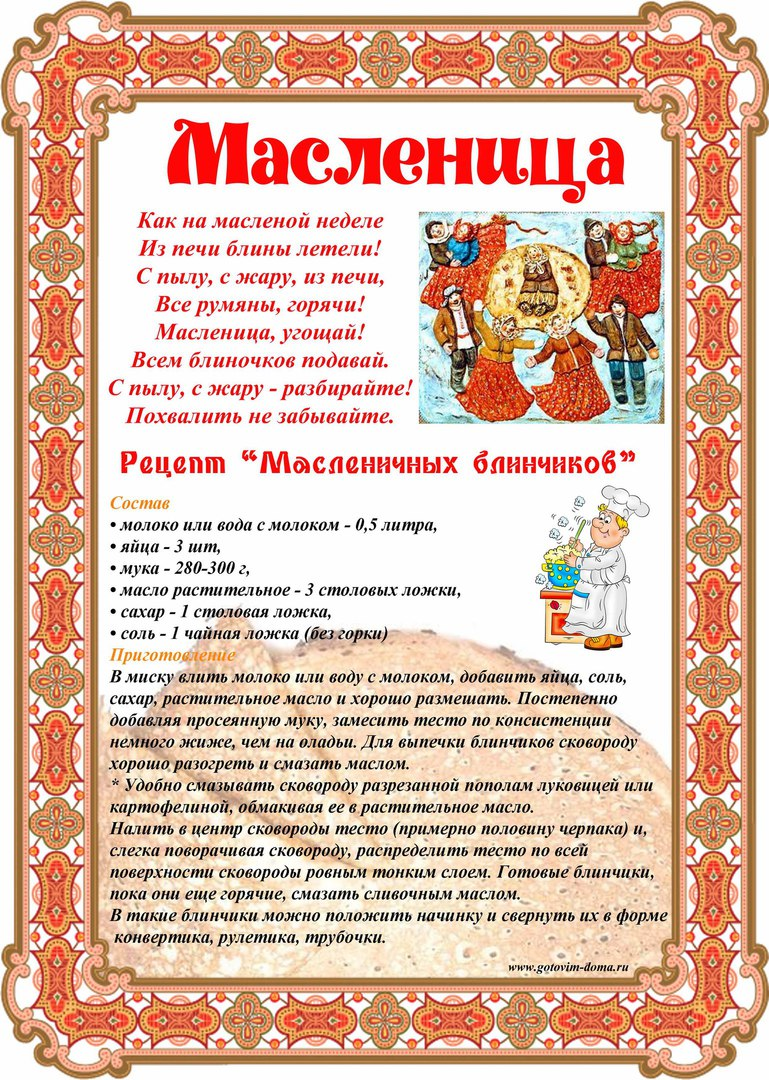 Масленица
Как на масленой неделе
Из печи блины летели!
С пылу, с жару, из печи,
Все румяны, горячи!
Масленица, угощай!
Всем блиночков подавай.
С пылу, с жару - разбирайте!
Похвалить не забывайте.
Рецепт “Масленичных блинчиков”
Состав
• молоко или вода с молоком - 0,5 литра,
• яйца - 3 шт,
• мука - 280-300 г,
• масло растительное - 3 столовых ложки,
• сахар - 1 столовая ложка,
• соль - 1 чайная ложка (без горки)
Приготовление
В миску влить молоко или воду с молоком, добавить яйца, соль,
сахар, растительное масло и хорошо размешать. Постепенно
добавляя просеянную муку, замесить тесто по консистенции
немного жиже, чем на оладьи. Для выпечки блинчиков сковороду
хорошо разогреть и смазать маслом.
* Удобно смазывать сковороду разрезанной пополам луковицей или
картофелиной, обмакивая ее в растительное масло.
Налить в центр сковороды тесто (примерно половину черпака) и,
слегка поворачивая сковороду, распределить тесто по всей
поверхности сковороды ровным тонким слоем. Готовые блинчики,
пока они еще горячие, смазать сливочным маслом.
В такие блинчики можно положить начинку и свернуть их в форме
конвертика, рулетика, трубочки.
www.gotovim-doma.ru